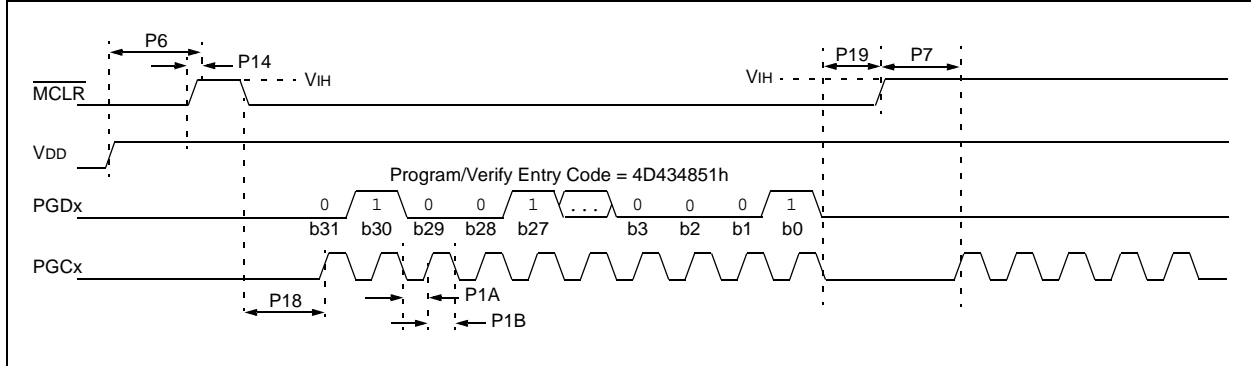 P6
P19
P7
P14
VIH
VIH
MCLR
VDD
Program/Verify Entry Code = 4D434851h
PGDx
0 1 0 0 1 ... 0 0 0 1
b31 b30 b29 b28 b27 b3 b2 b1 b0
PGCx
P18
P1A
P1B